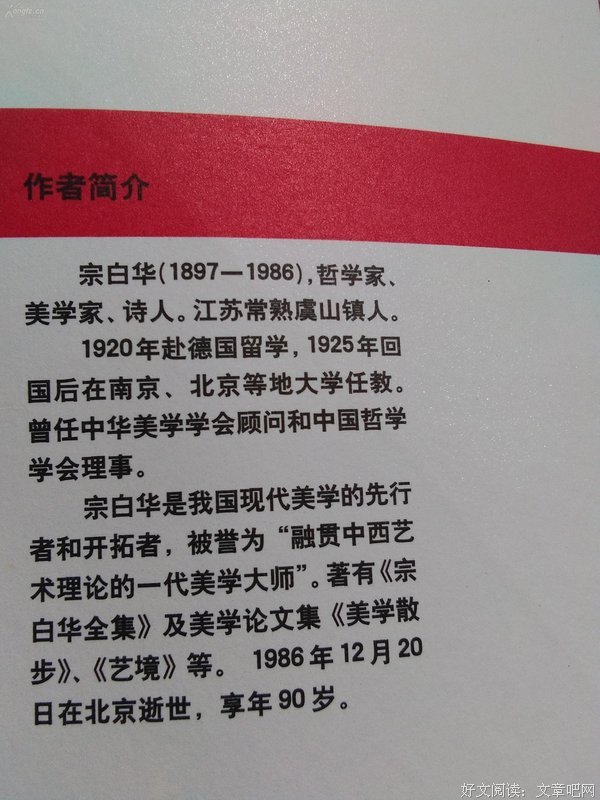 作者简介
宗白华(1897—1986),哲学家、
美学家、诗人。江苏常熟虞山镇人。
1920年赴德国留学, 1925年回
国后在南京、北京等地大学任教。
曾任中华美学学会顾问和中国哲学
学会理事。
宗白华是我国现代美学的先行
者和开拓者，被誉为“融贯中西艺
术理论的一代美学大师”。著有《宗
白华全集》及美学论文集《美学散
步》、《艺境》等。 1986年12月20
日在北京逝世，享年90岁。
好文阅读：文章吧网